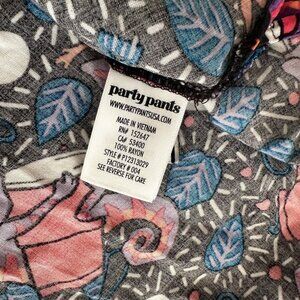 party pants
WWW.PARTYPANTSUSA.COM
MADE IN VIETNAM
RN# 152647
CA# 53400
100% RAYON
STYLE # P12313029
FACTORY # 004
SEE REVERSE FOR CARE